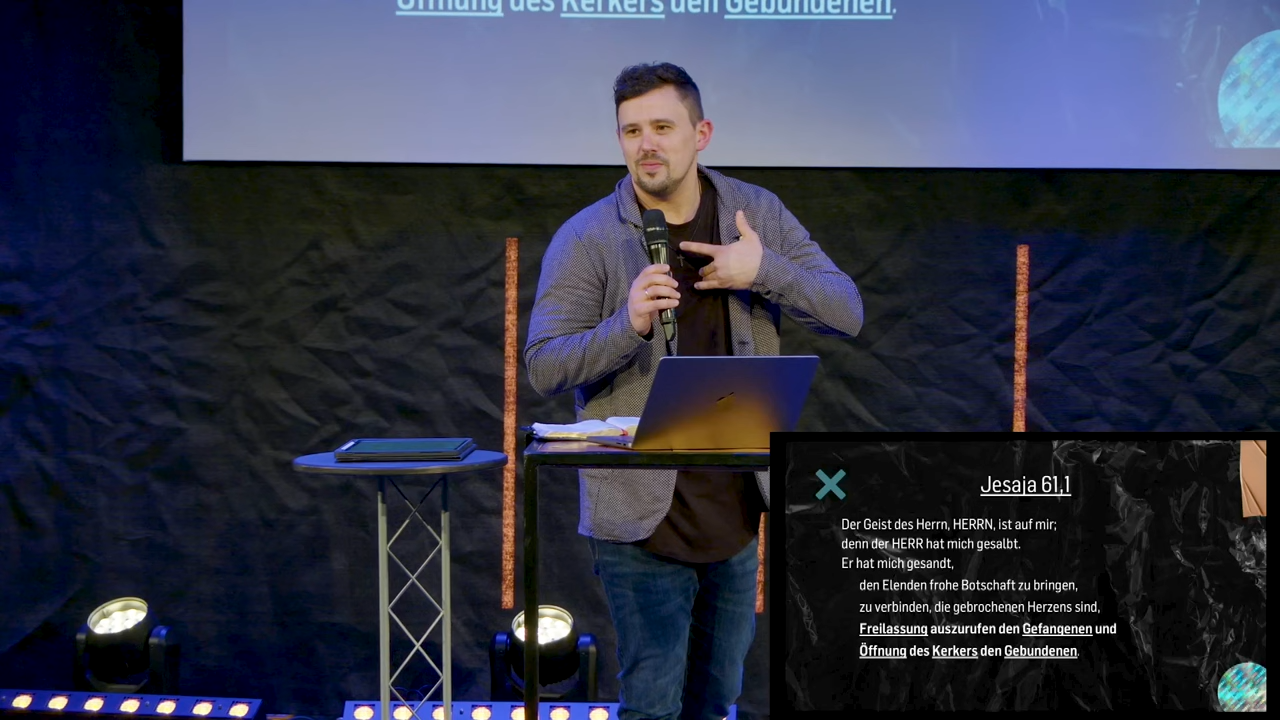 Öffnung des Kerkers den Gebundenen.
Jesaja 61,1
Der Geist des Herrn, HERRN, ist auf mir;
denn der HERR hat mich gesalbt.
Er hat mich gesandt,
den Elenden frohe Botschaft zu bringen,
zu verbinden, die gebrochenen Herzens sind,
Freilassung auszurufen den Gefangenen und
Öffnung des Kerkers den Gebundenen.